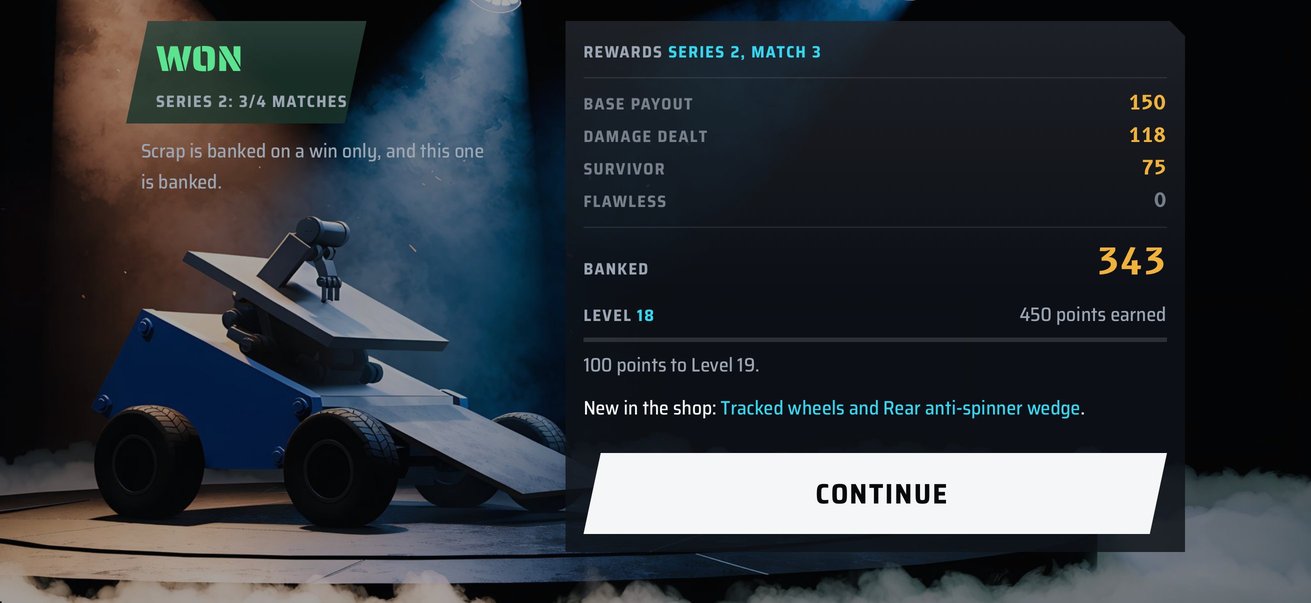 WON
SERIES 2: 3/4 MATCHES
Scrap is banked on a win only, and this one
is banked.
REWARDS SERIES 2, MATCH 3
BASE PAYOUT 150
DAMAGE DEALT 118
SURVIVOR 75
FLAWLESS 0
BANKED 343
LEVEL 18 450 points earned
100 points to Level 19.
New in the shop: Tracked wheels and Rear anti-spinner wedge.
CONTINUE